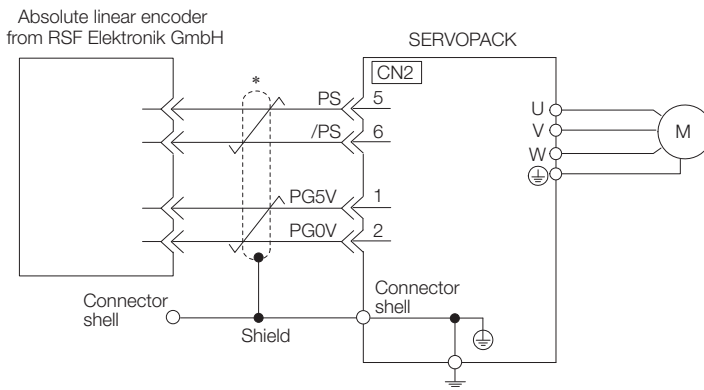 Absolute linear encoder
from RSF Elektronik GmbH
SERVOPACK
CN2
*
PS 5
/PS 6
PG5V 1
PG0V 2
U
V
W
M
Connector
shell
Shield
Connector
shell